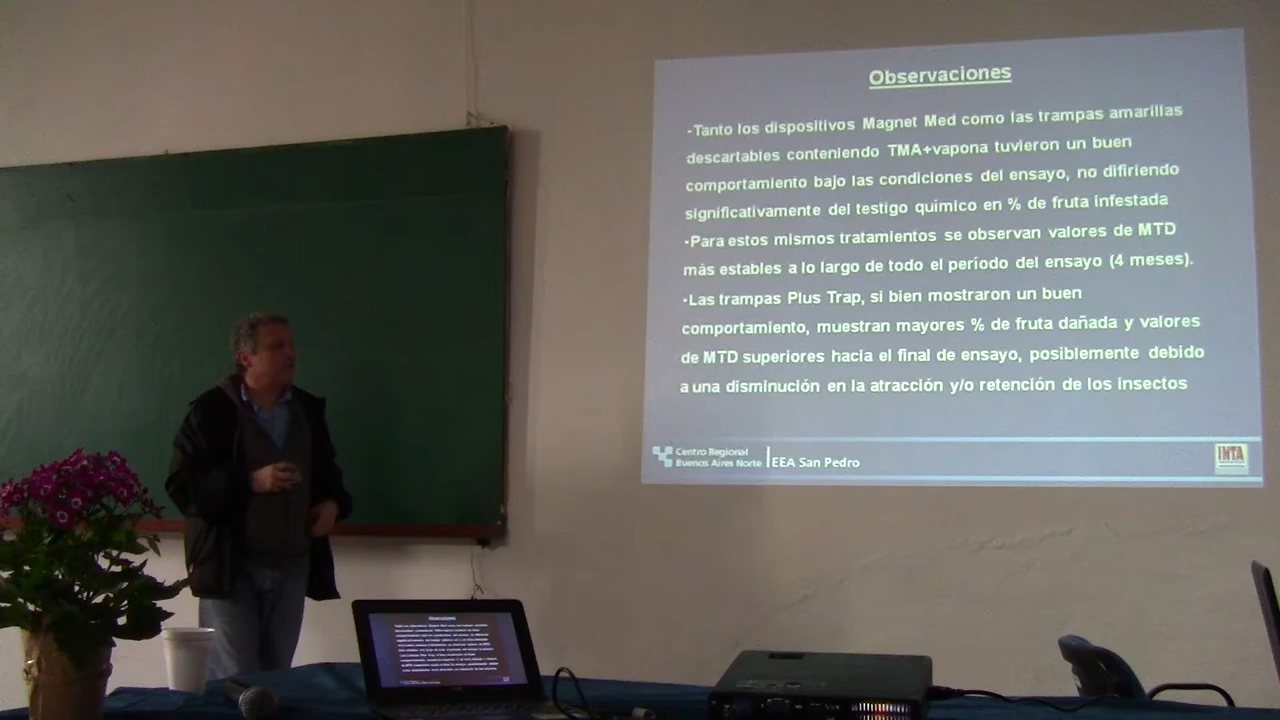 Observaciones
•Tanto los dispositivos Magnet Med como las trampas amarillas
descartables conteniendo TMA+vapona tuvieron un buen
comportamiento bajo las condiciones del ensayo, no difiriendo
significativamente del testigo químico en % de fruta infestada
•Para estos mismos tratamientos se observan valores de MTD
más estables a lo largo de todo el período del ensayo (4 meses).
•Las trampas Plus Trap, si bien mostraron un buen
comportamiento, muestran mayores % de fruta dañada y valores
de MTD superiores hacia el final de ensayo, posiblemente debido
a una disminución en la atracción y/o retención de los insectos
Centro Regional
Buenos Aires Norte
EEA San Pedro
INTA